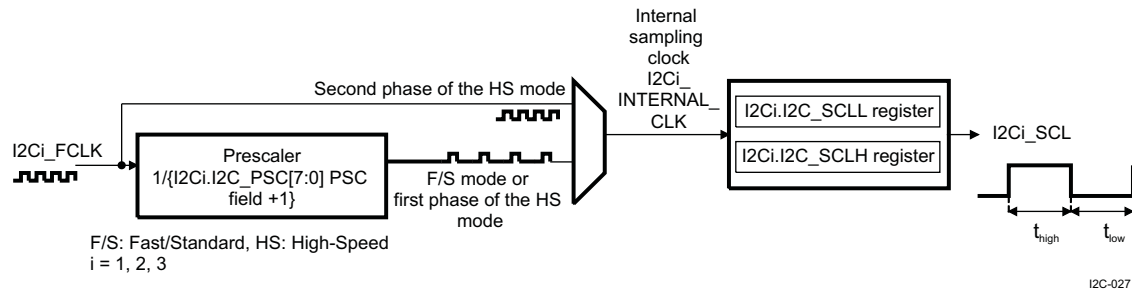 Internal
sampling
clock
I2Ci_
INTERNAL_
CLK
Second phase of the HS mode
I2Ci.I2C_SCLL register
I2Ci_FCLK
Prescaler
1/{I2Ci.I2C_PSC[7:0] PSC
field +1}
F/S mode or
first phase of the HS
mode
I2Ci.I2C_SCLH register
I2Ci_SCL
thigh
tlow
F/S: Fast/Standard, HS: High-Speed
i = 1, 2, 3
I2C-027